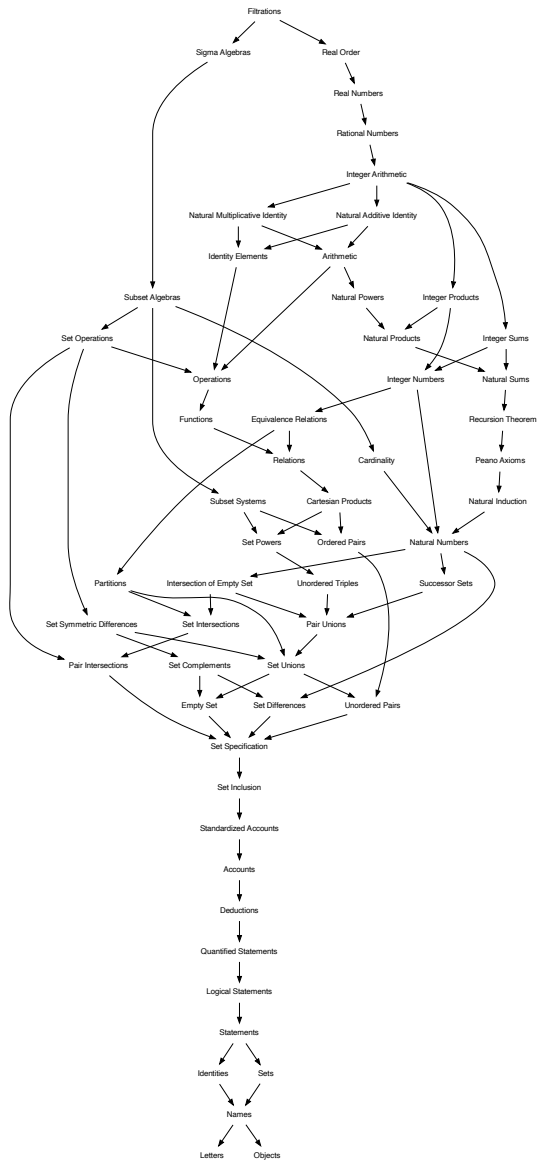 Filtrations
Sigma Algebras
Real Order
Real Numbers
Rational Numbers
Integer Arithmetic
Natural Multiplicative Identity
Natural Additive Identity
Identity Elements
Arithmetic
Subset Algebras
Natural Powers
Integer Products
Set Operations
Natural Products
Integer Sums
Operations
Integer Numbers
Natural Sums
Functions
Equivalence Relations
Recursion Theorem
Relations
Cardinality
Peano Axioms
Subset Systems
Cartesian Products
Natural Induction
Set Powers
Ordered Pairs
Natural Numbers
Partitions
Intersection of Empty Set
Unordered Triples
Successor Sets
Set Symmetric Differences
Set Intersections
Pair Unions
Pair Intersections
Set Complements
Set Unions
Empty Set
Set Differences
Unordered Pairs
Set Specification
Set Inclusion
Standardized Accounts
Accounts
Deductions
Quantified Statements
Logical Statements
Statements
Identities
Sets
Names
Letters
Objects